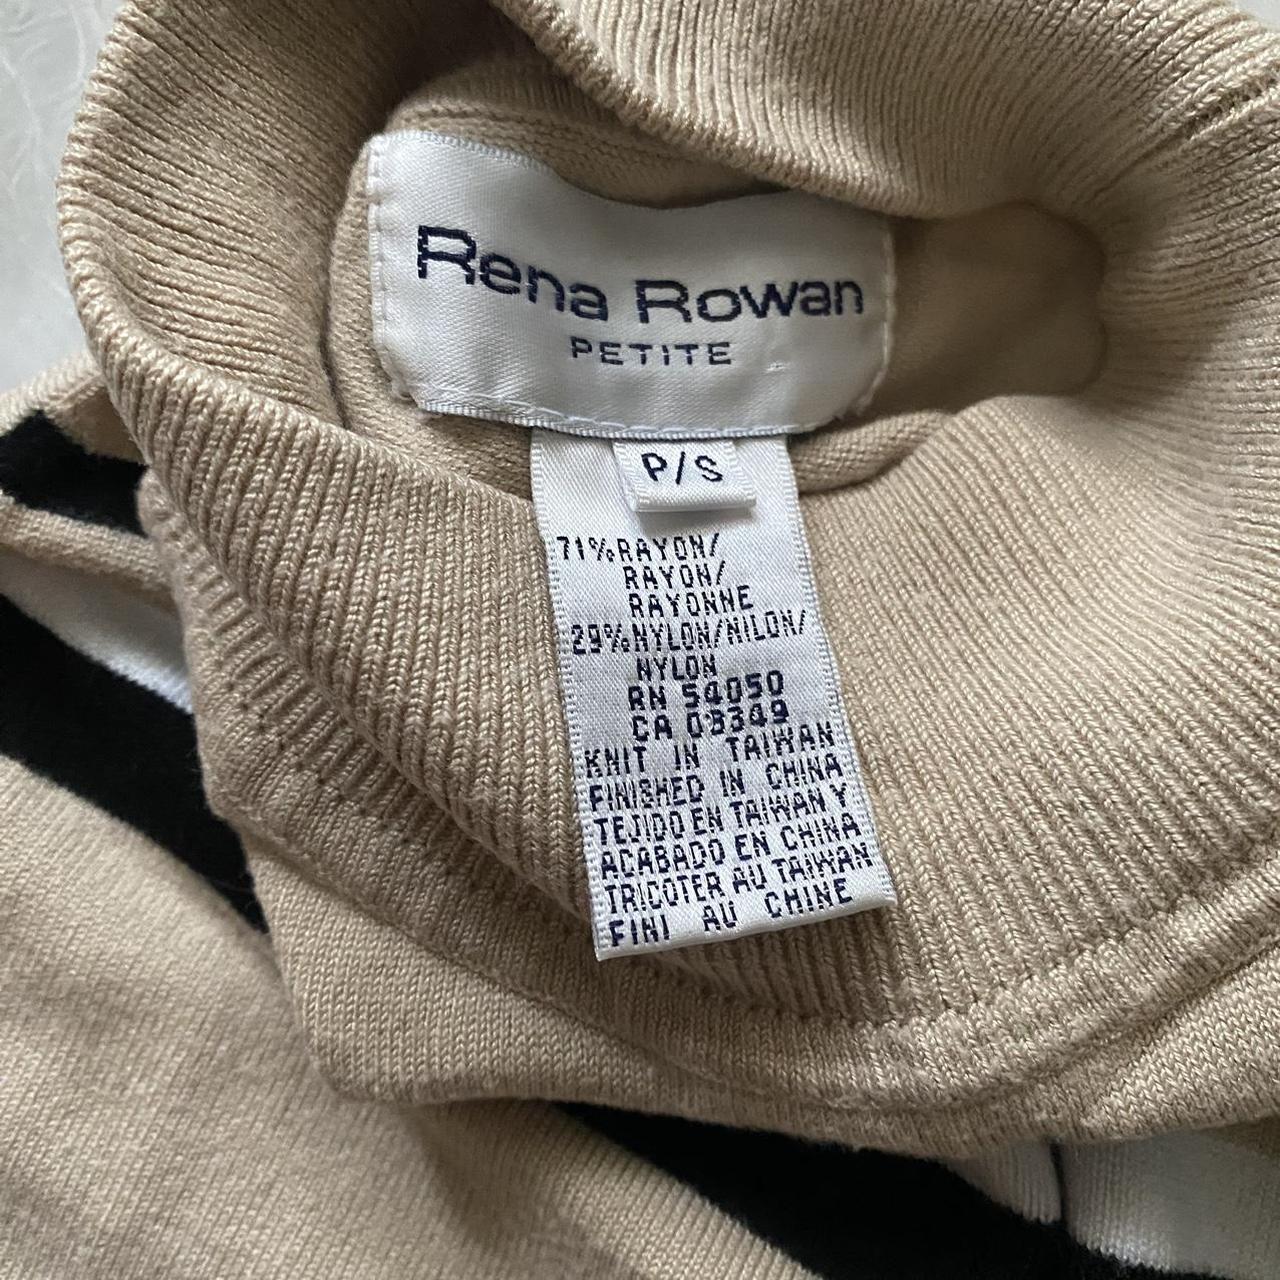 Rena Rowan
PETITE
P/S
71%RAYON/
RAYON/
RAYONNE
29%NYLON/NILON/
NYLON
RN 54050
CA 08349
KNIT IN TAIWAN
FINISHED IN CHINA
TEJIDO EN TAIWAN Y
ACABADO EN CHINA
TRICOTER AU TAIWAN
FINI AU CHINE